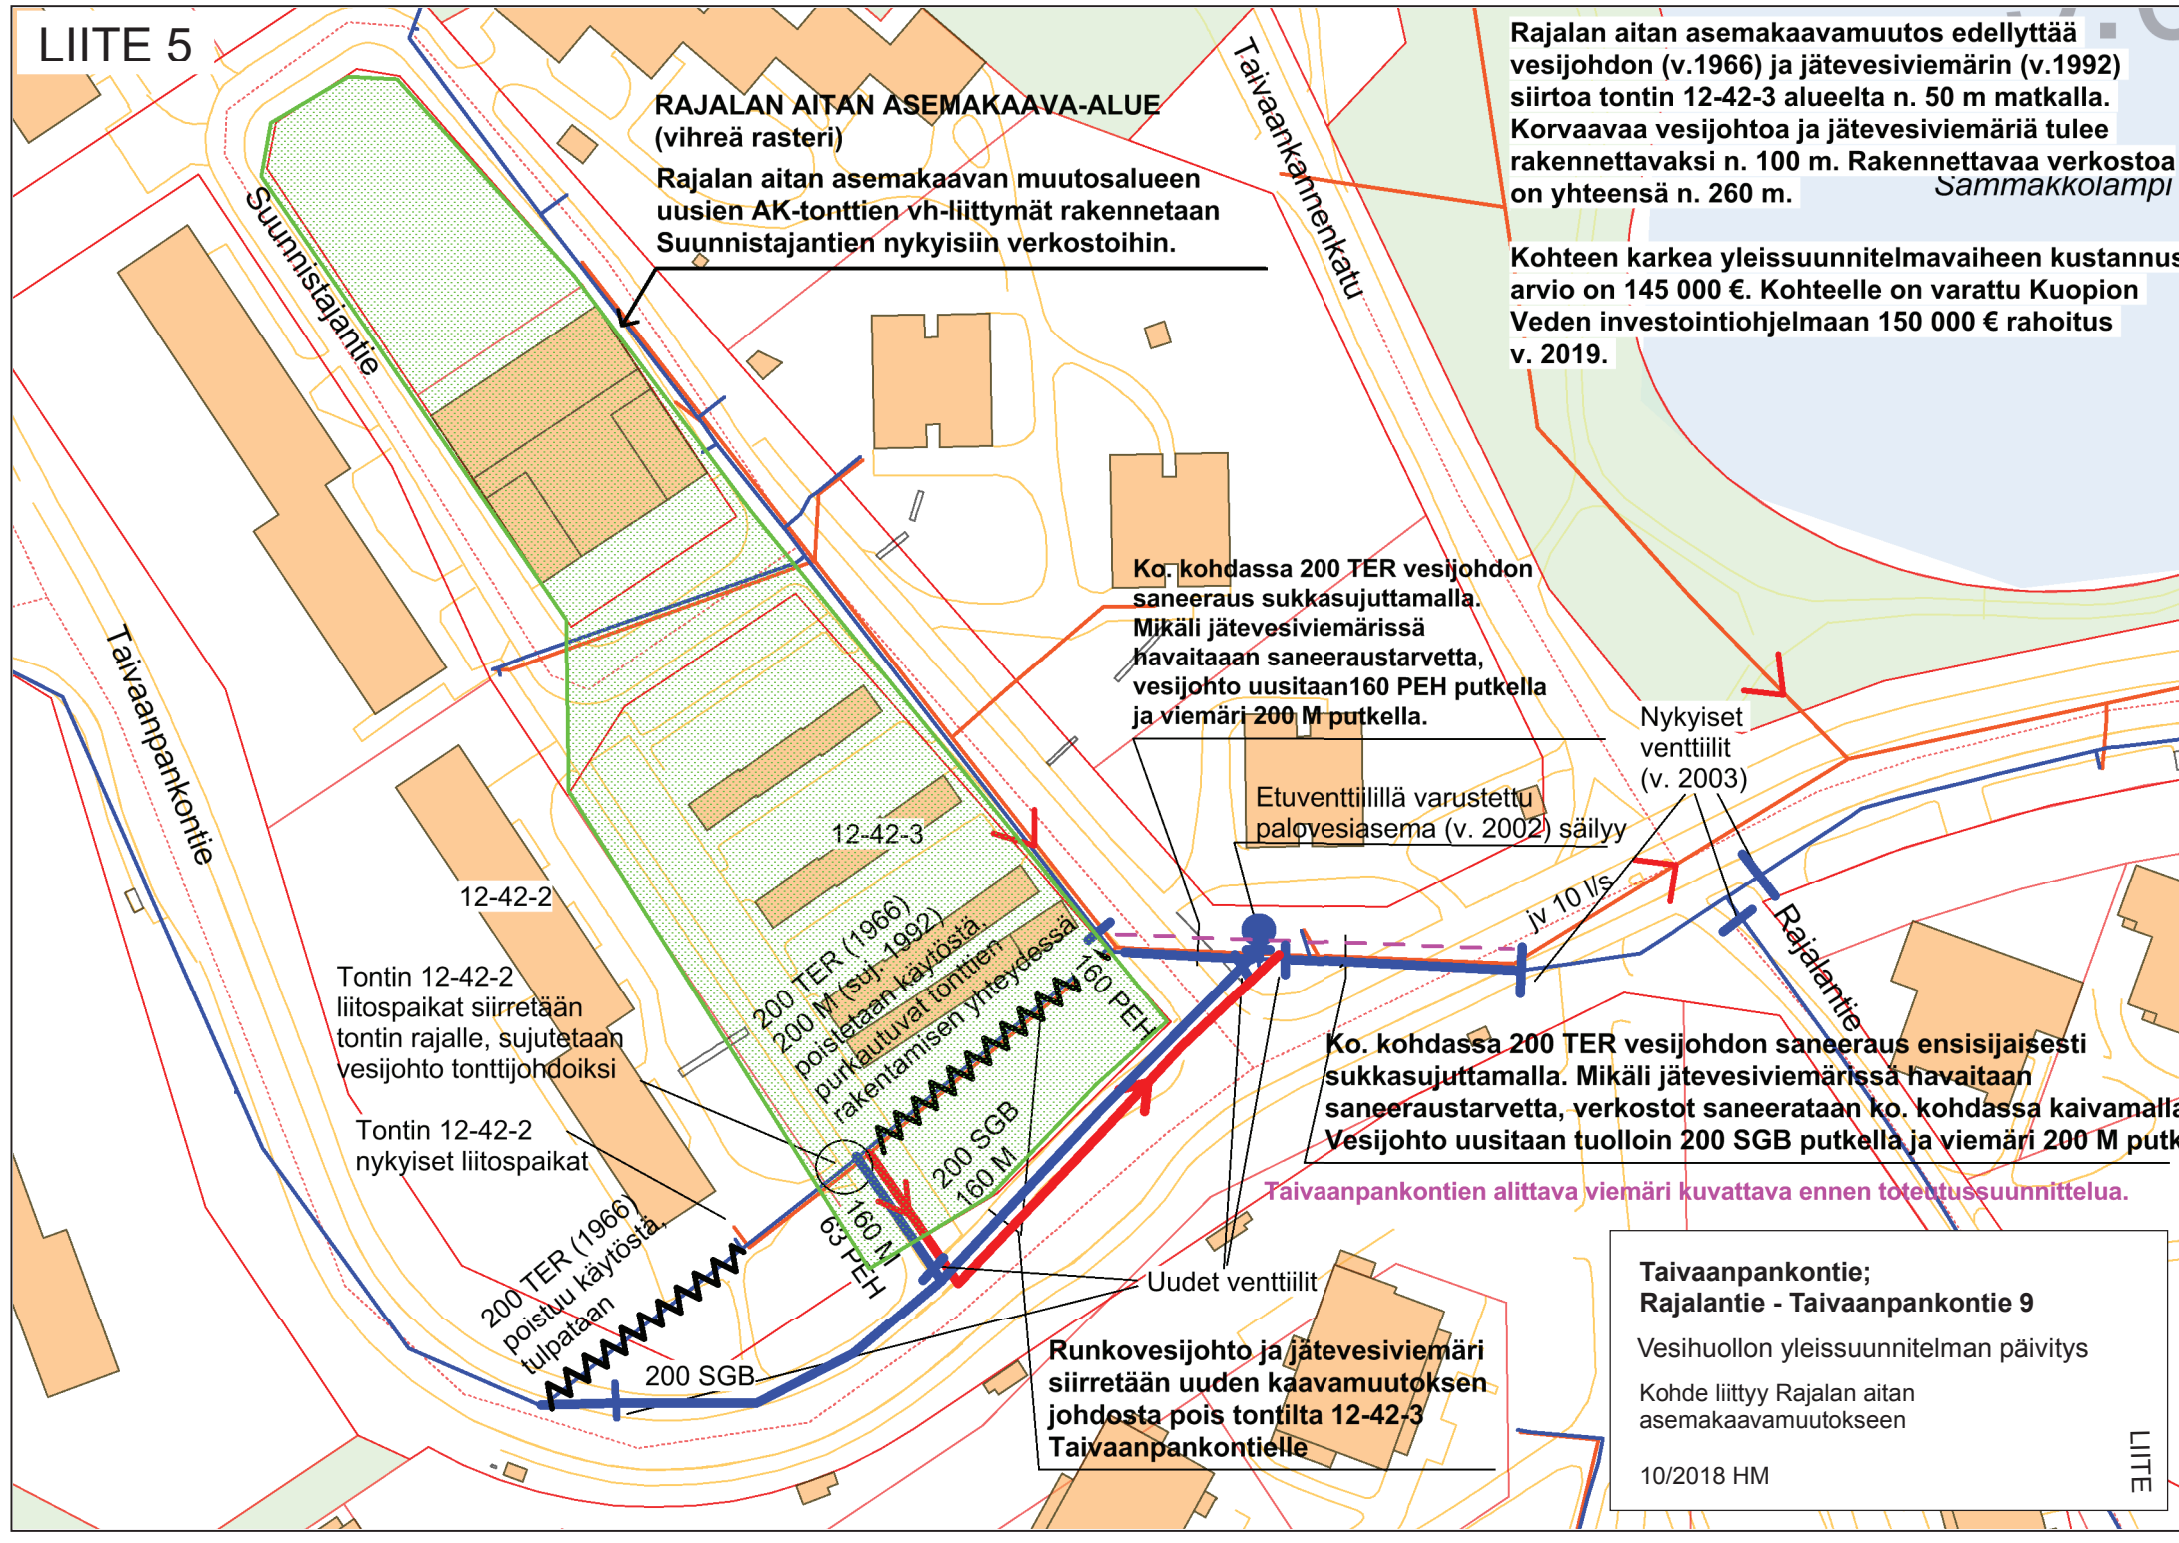 LIITE 5
RAJALAN AITAN ASEMAKAAVA-ALUE
(vihreä rasteri)
Rajalan aitan asemakaavan muutosalueen
uusien AK-tonttien vh-liittymät rakennetaan
Suunnistajantien nykyisiin verkostoihin.
Rajalan aitan asemakaavamuutos edellyttää
vesijohdon (v.1966) ja jätevesiviemärin (v.1992)
siirtoa tontin 12-42-3 alueelta n. 50 m matkalla.
Korvaavaa vesijohtoa ja jätevesiviemäriä tulee
rakennettavaksi n. 100 m. Rakennettavaa verkostoa
on yhteensä n. 260 m.
Sammakkolampi
Kohteen karkea yleissuunnitelmavaiheen kustannus
arvio on 145 000 €. Kohteelle on varattu Kuopion
Veden investointiohjelmaan 150 000 € rahoitus
v. 2019.
Taivaankannenkatu
Suunnistajantie
Taivaanpankontie
Ko. kohdassa 200 TER vesijohdon
saneeraus sukkasujuttamalla.
Mikäli jätevesiviemärissä
havaitaaan saneeraustarvetta,
vesijohto uusitaan160 PEH putkella
ja viemäri 200 M putkella.
Nykyiset
venttiilit
(v. 2003)
Etuventtiilillä varustettu
palovesiasema (v. 2002) säilyy
12-42-3
12-42-2
jv 10 l/s
Rajalantie
200 TER (1966)
200 M (suj. 1992)
poistetaan käytöstä,
purkautuvat tonttien
rakentamisen yhteydessä
160 PEH
Tontin 12-42-2
liitospaikat siirretään
tontin rajalle, sujutetaan
vesijohto tonttijohdoiksi
Tontin 12-42-2
nykyiset liitospaikat
200 SGB
160 M
160 M
63 PEH
200 TER (1966)
poistuu käytöstä,
tulpataan
200 SGB
Ko. kohdassa 200 TER vesijohdon saneeraus ensisijaisesti
sukkasujuttamalla. Mikäli jätevesiviemärissä havaitaan
saneeraustarvetta, verkostot saneerataan ko. kohdassa kaivamalla
Vesijohto uusitaan tuolloin 200 SGB putkella ja viemäri 200 M putk
Taivaanpankontien alittava viemäri kuvattava ennen toteutussuunnittelua.
Uudet venttiilit
Runkovesijohto ja jätevesiviemäri
siirretään uuden kaavamuutoksen
johdosta pois tontilta 12-42-3
Taivaanpankontielle
Taivaanpankontie;
Rajalantie - Taivaanpankontie 9
Vesihuollon yleissuunnitelman päivitys
Kohde liittyy Rajalan aitan
asemakaavamuutokseen
10/2018 HM
LIITE